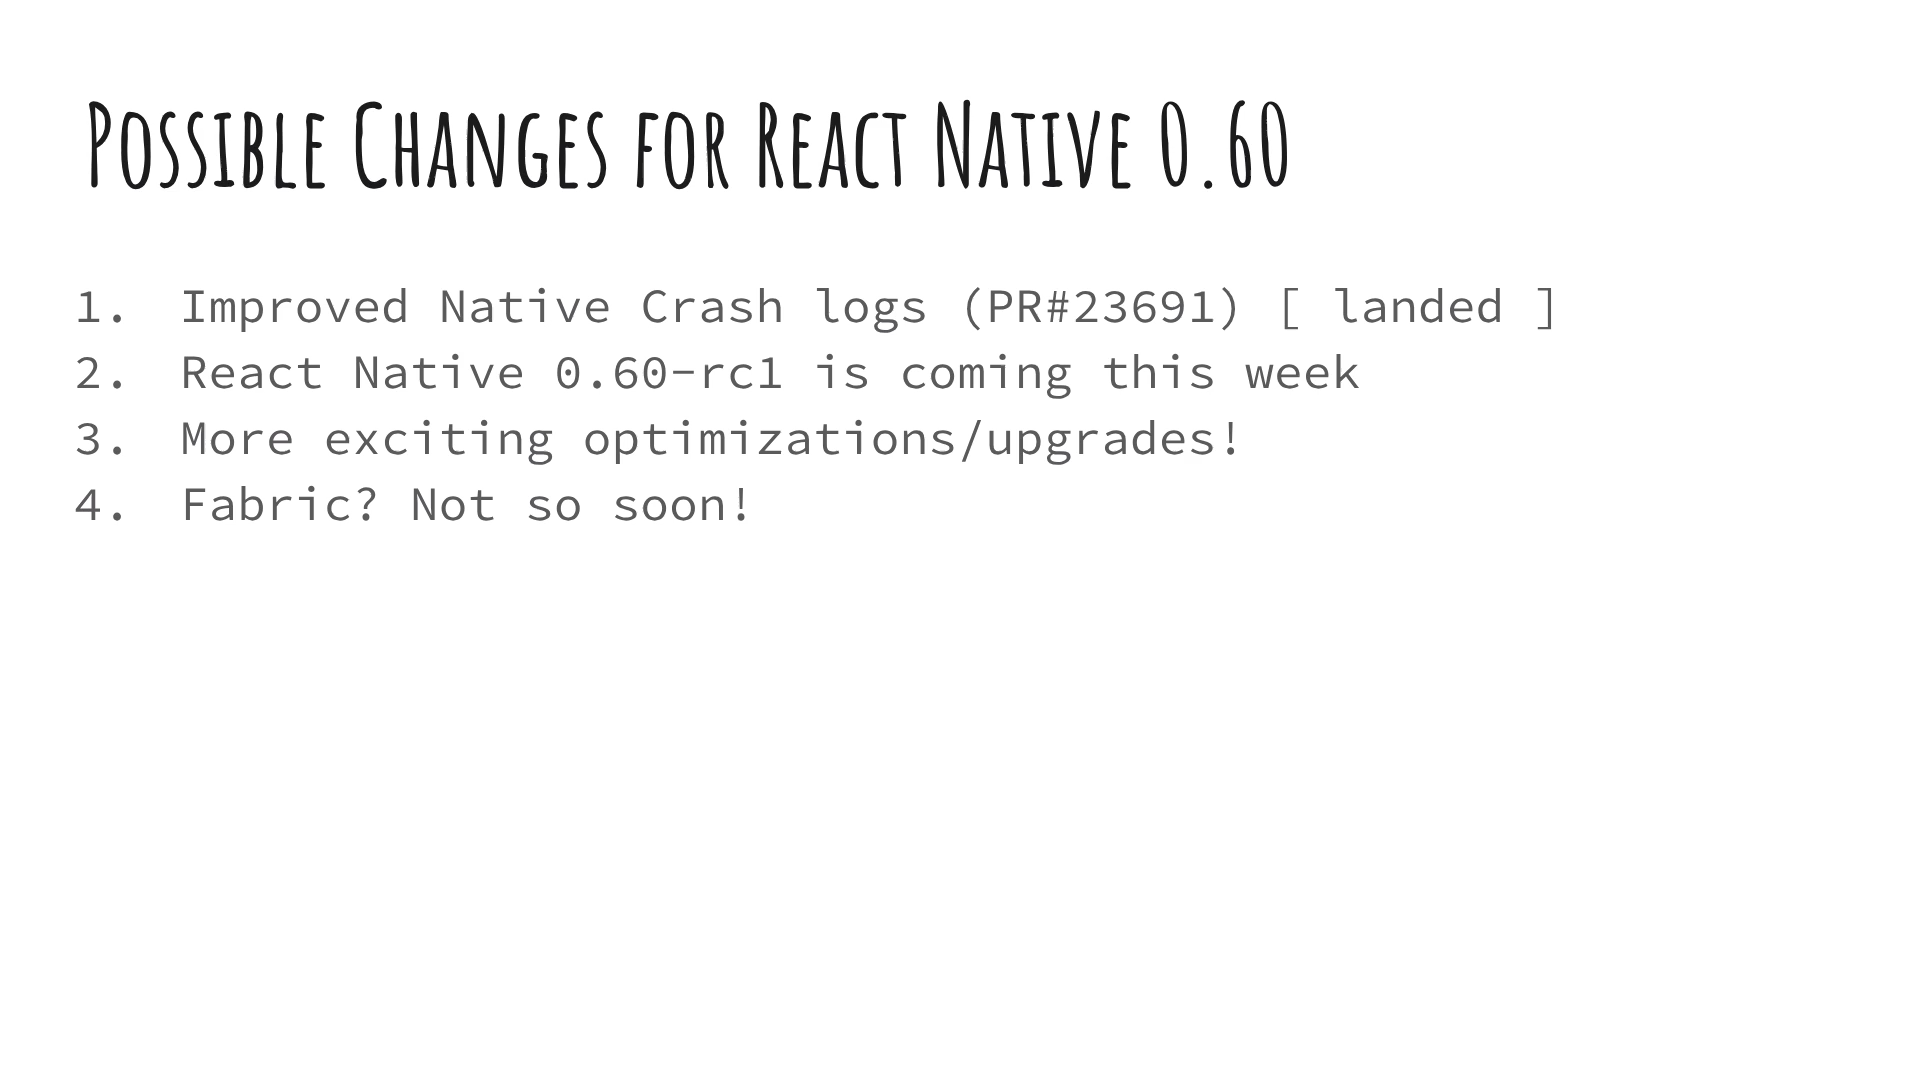 Possible Changes for React Native 0.60
1. Improved Native Crash logs (PR#23691) [ landed ]
2. React Native 0.60-rc1 is coming this week
3. More exciting optimizations/upgrades!
4. Fabric? Not so soon!